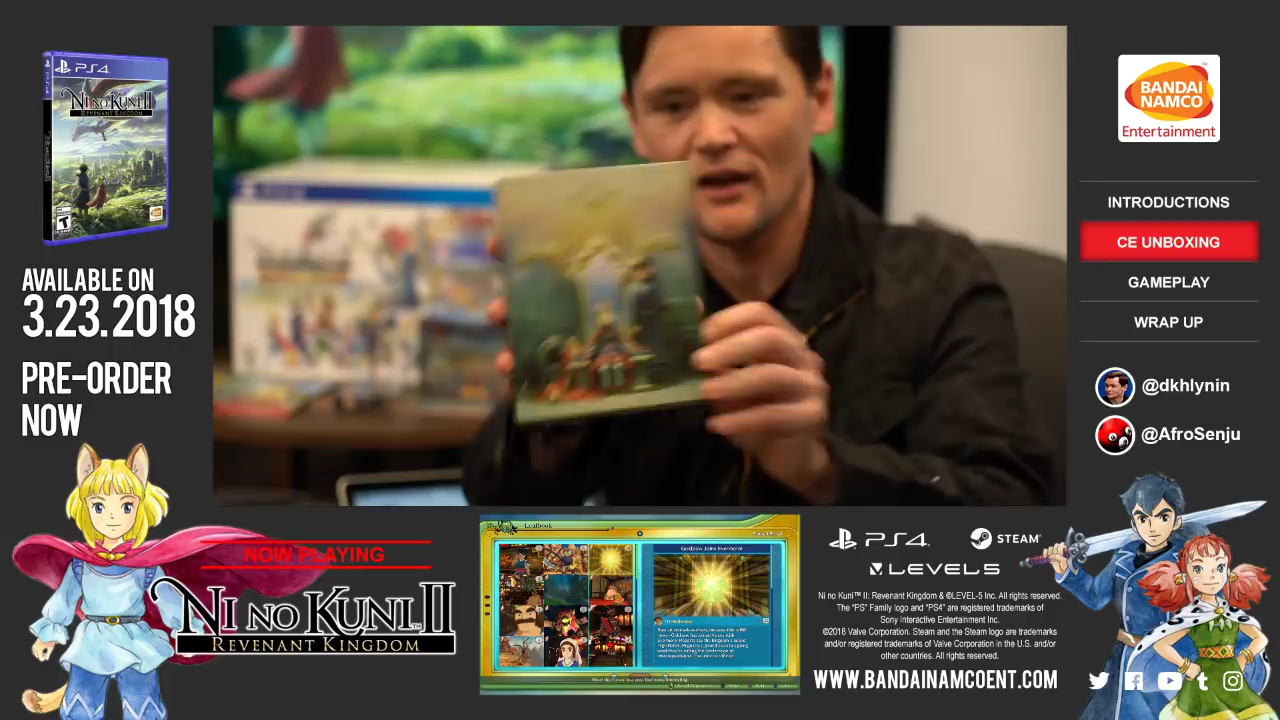 PS4
NI NO KUNI II
REVENANT KINGDOM
AVAILABLE ON
3.23.2018
PRE-ORDER
NOW
BANDAI
NAMCO
Entertainment
INTRODUCTIONS
CE UNBOXING
GAMEPLAY
WRAP UP
@dkhlynin
@AfroSenju
NOW PLAYING
NI NO KUNI II
REVENANT KINGDOM
Leafbook
Goldpaw Joins Evermore!
PS4
STEAM
LEVEL5
Ni no Kuni™ II: Revenant Kingdom & ©LEVEL-5 Inc. All rights reserved.
The "PS" Family logo and "PS4" are registered trademarks of
Sony Interactive Entertainment Inc.
©2018 Valve Corporation. Steam and the Steam logo are trademarks
and/or registered trademarks of Valve Corporation in the U.S. and/or
other countries. All rights reserved.
WWW.BANDAINAMCOENT.COM